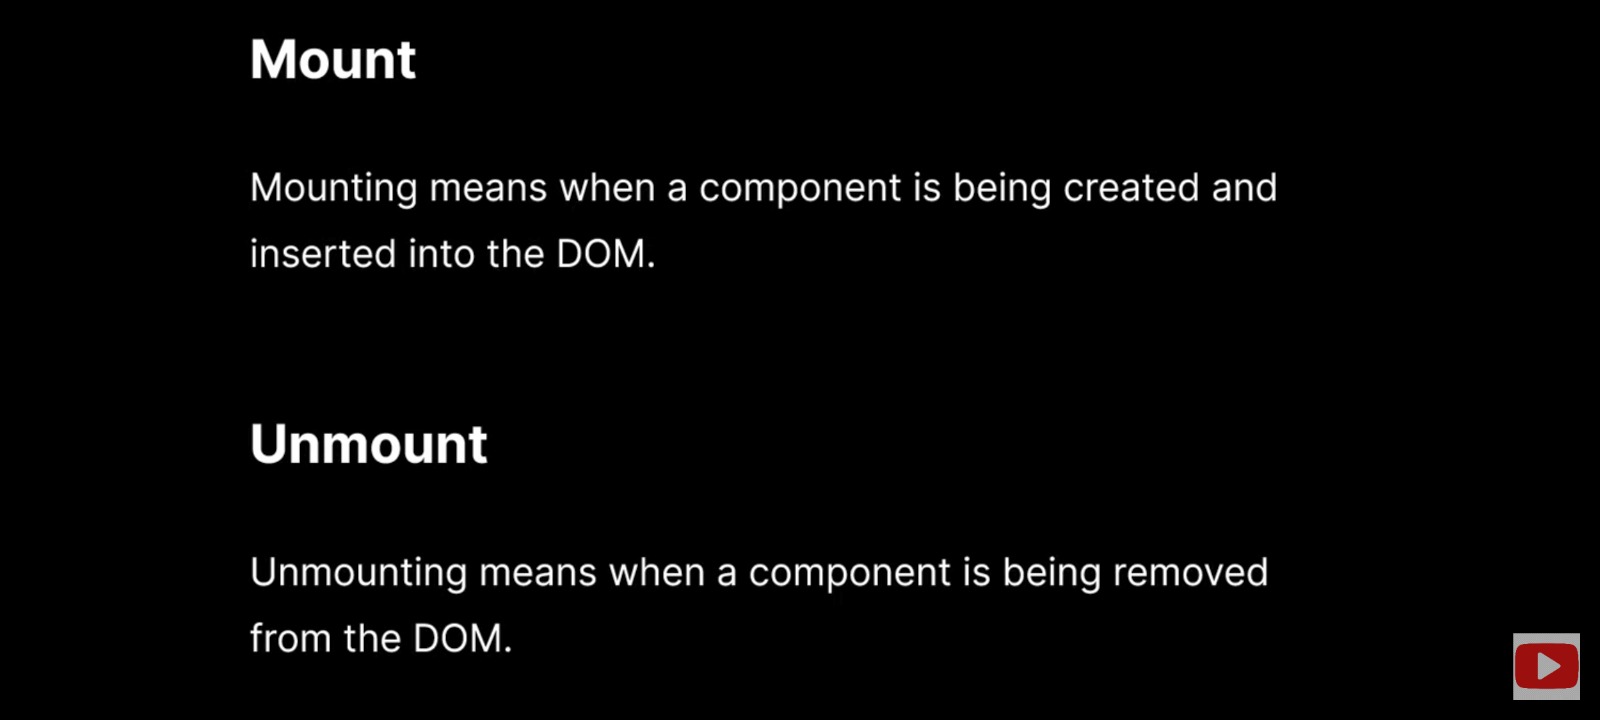 Mount
Mounting means when a component is being created and
inserted into the DOM.
Unmount
Unmounting means when a component is being removed
from the DOM.